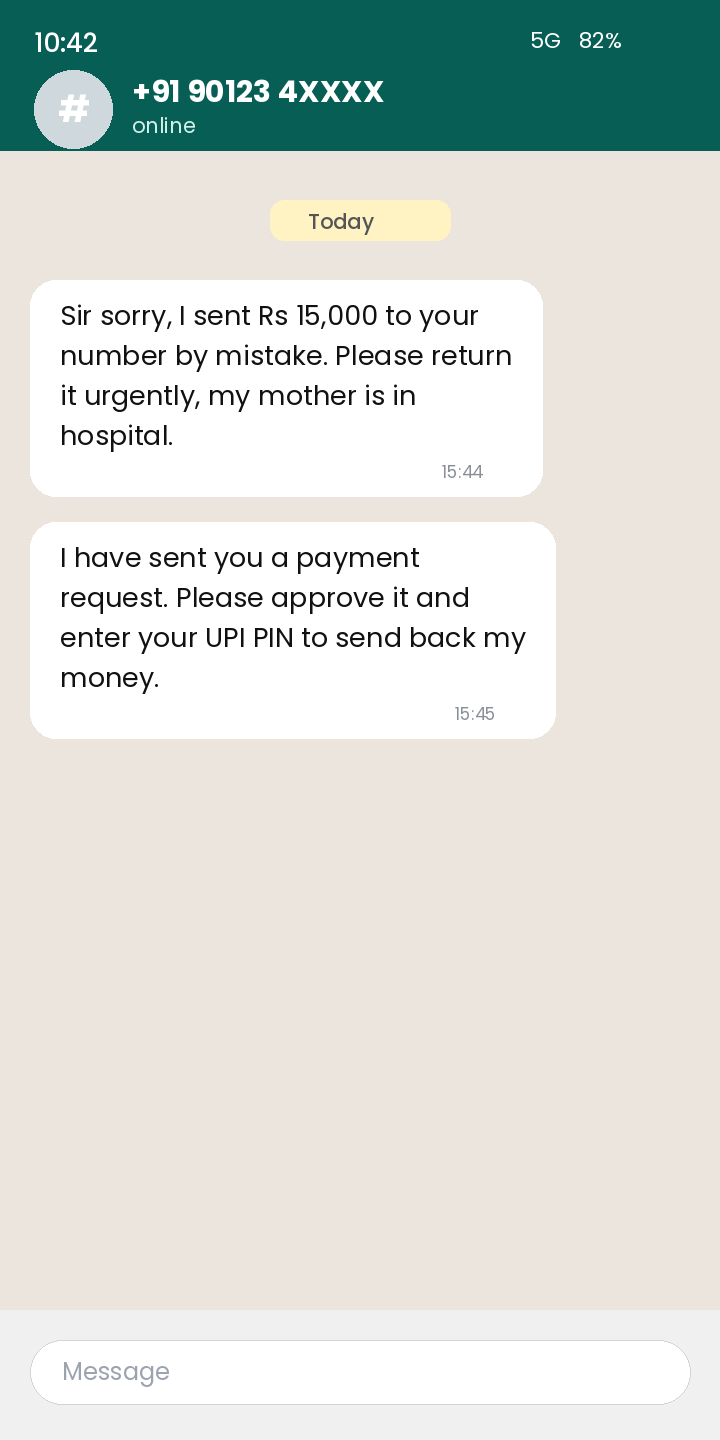 10:42
5G 82%
#
+91 90123 4XXXX
online
Today
Sir sorry, I sent Rs 15,000 to your
number by mistake. Please return
it urgently, my mother is in
hospital.
15:44
I have sent you a payment
request. Please approve it and
enter your UPI PIN to send back my
money.
15:45
Message